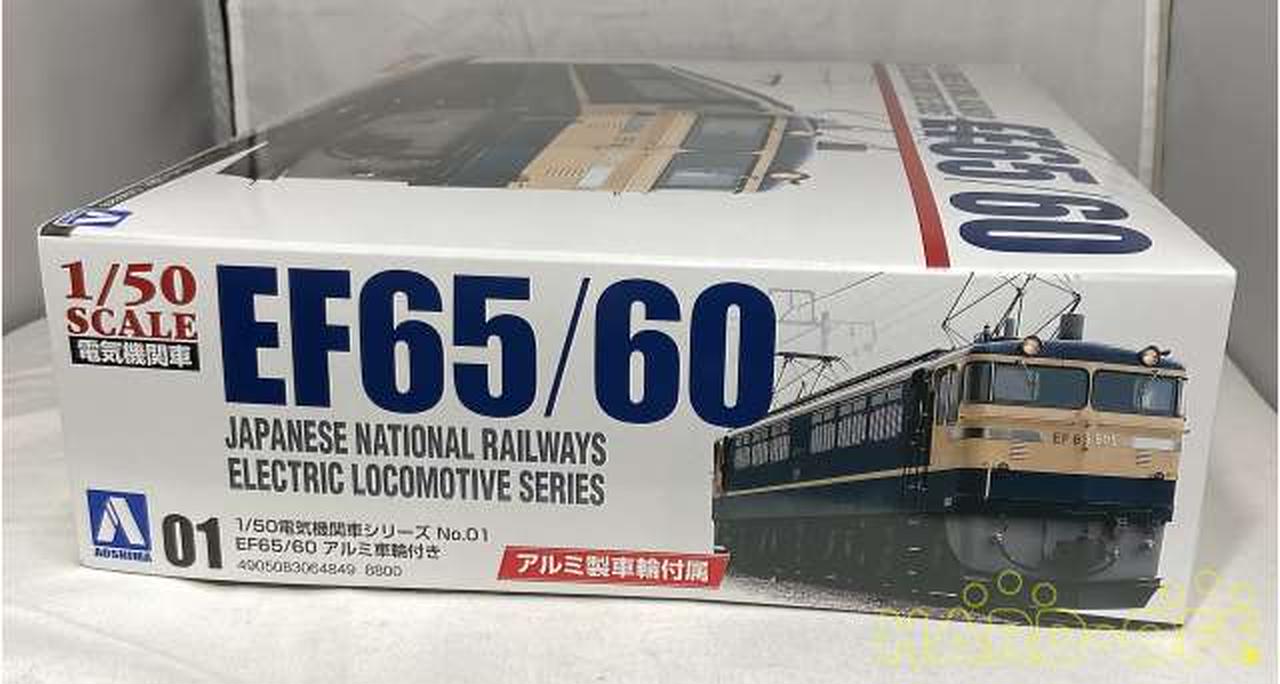 EF65/60
1/50
SCALE
電気機関車
EF65/60
JAPANESE NATIONAL RAILWAYS
ELECTRIC LOCOMOTIVE SERIES
AOSHIMA
01
1/50電気機関車シリーズ No.01
EF65/60 アルミ車輪付き
4905083064849 8800
アルミ製車輪付属